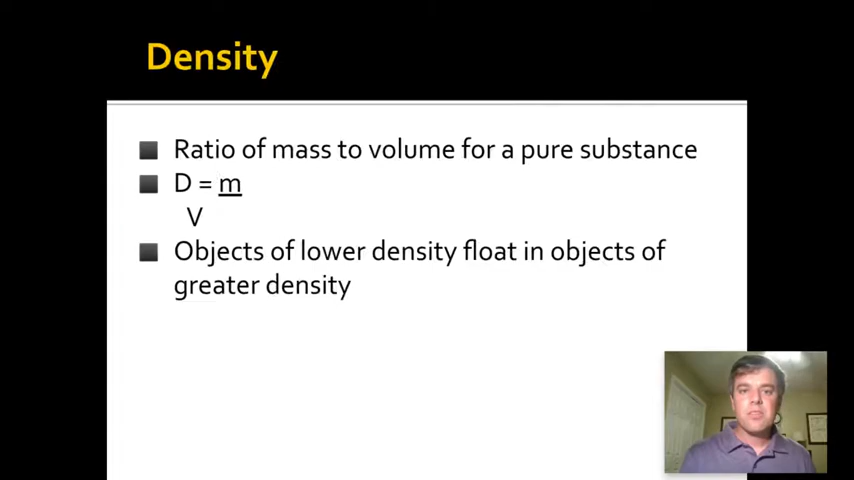 Density
Ratio of mass to volume for a pure substance
D = m
V
Objects of lower density float in objects of
greater density